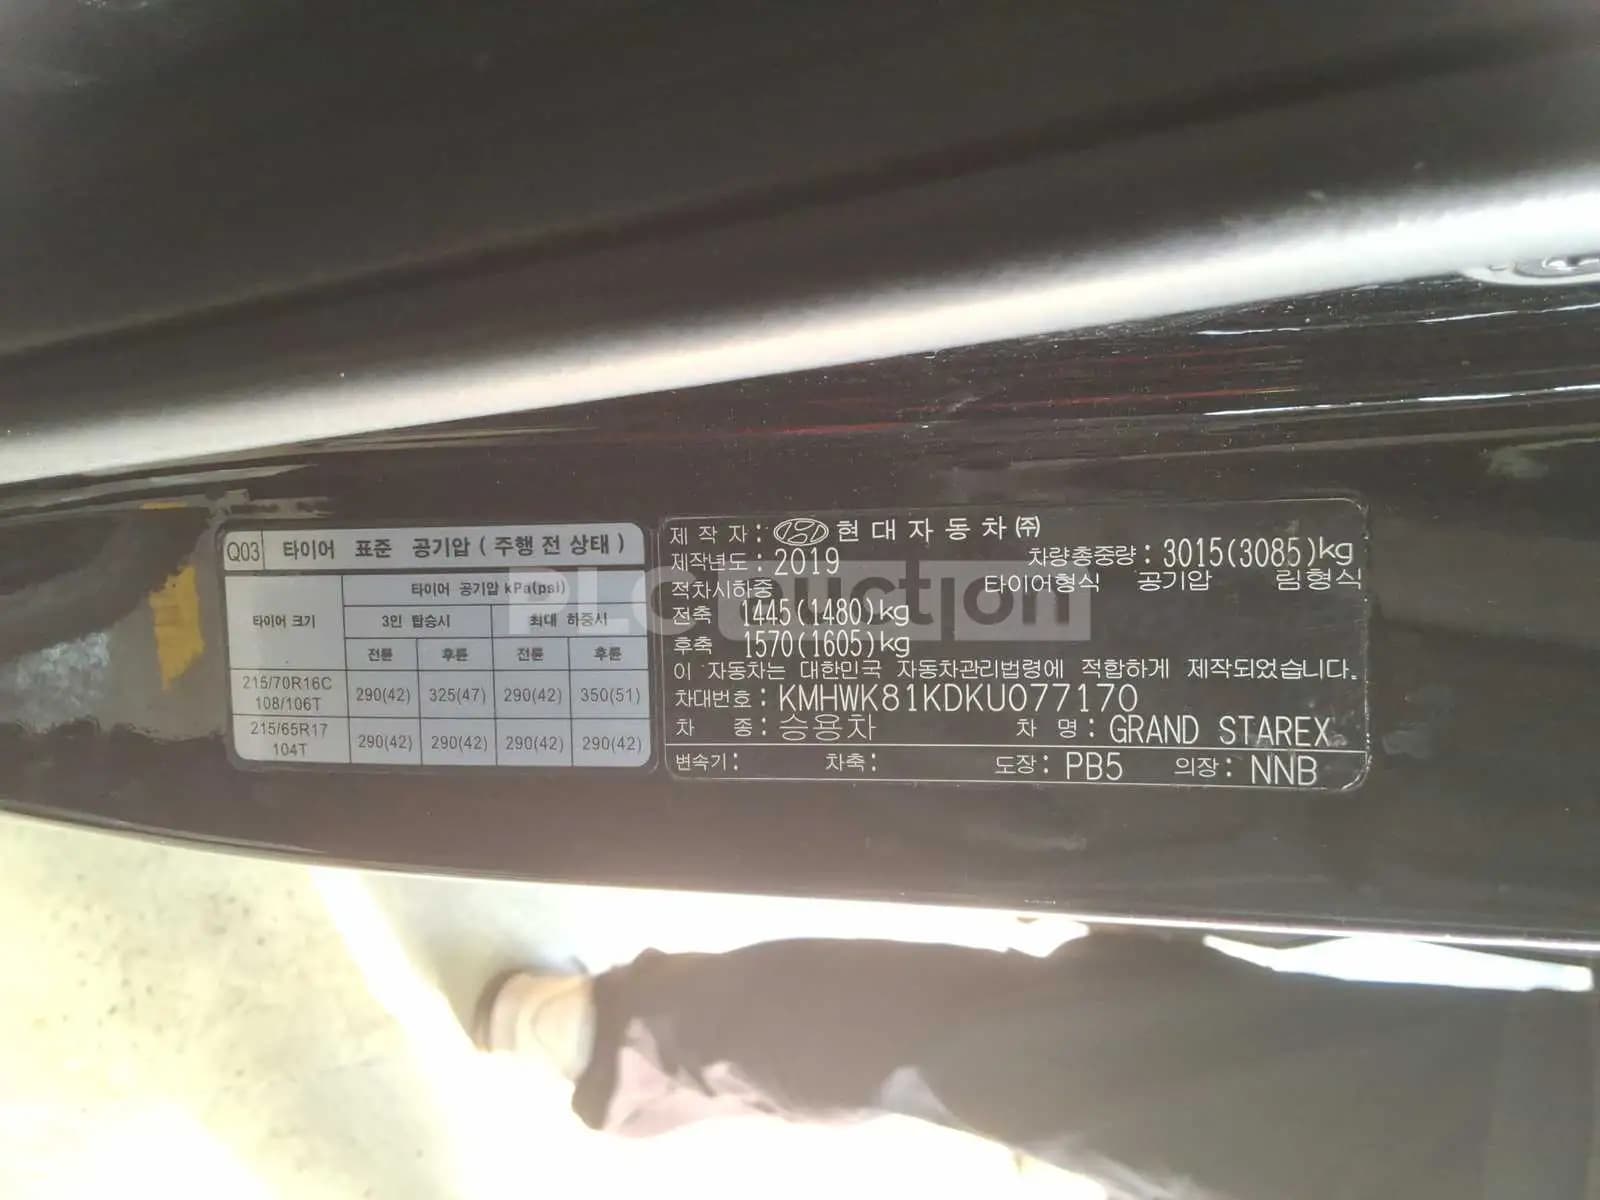 Q03 타이어 표준 공기압 ( 주행 전 상태 )
타이어 크기 타이어 공기압 kPa(psi)
3인 탑승시 최대 하중시
전륜 후륜 전륜 후륜
215/70R16C 108/106T 290(42) 325(47) 290(42) 350(51)
215/65R17 104T 290(42) 290(42) 290(42) 290(42)
제 작 자 : 현대자동차㈜
제작년도 : 2019 차량총중량 : 3015(3085)kg
적차시하중 타이어형식 공기압 림형식
전축 1445(1480)kg
후축 1570(1605)kg
이 자동차는 대한민국 자동차관리법령에 적합하게 제작되었습니다.
차대번호 : KMHWK81KDKU077170
차 종 : 승용차 차 명 : GRAND STAREX
변속기 : 차축 : 도장 : PB5 의장 : NNB
PLC auction